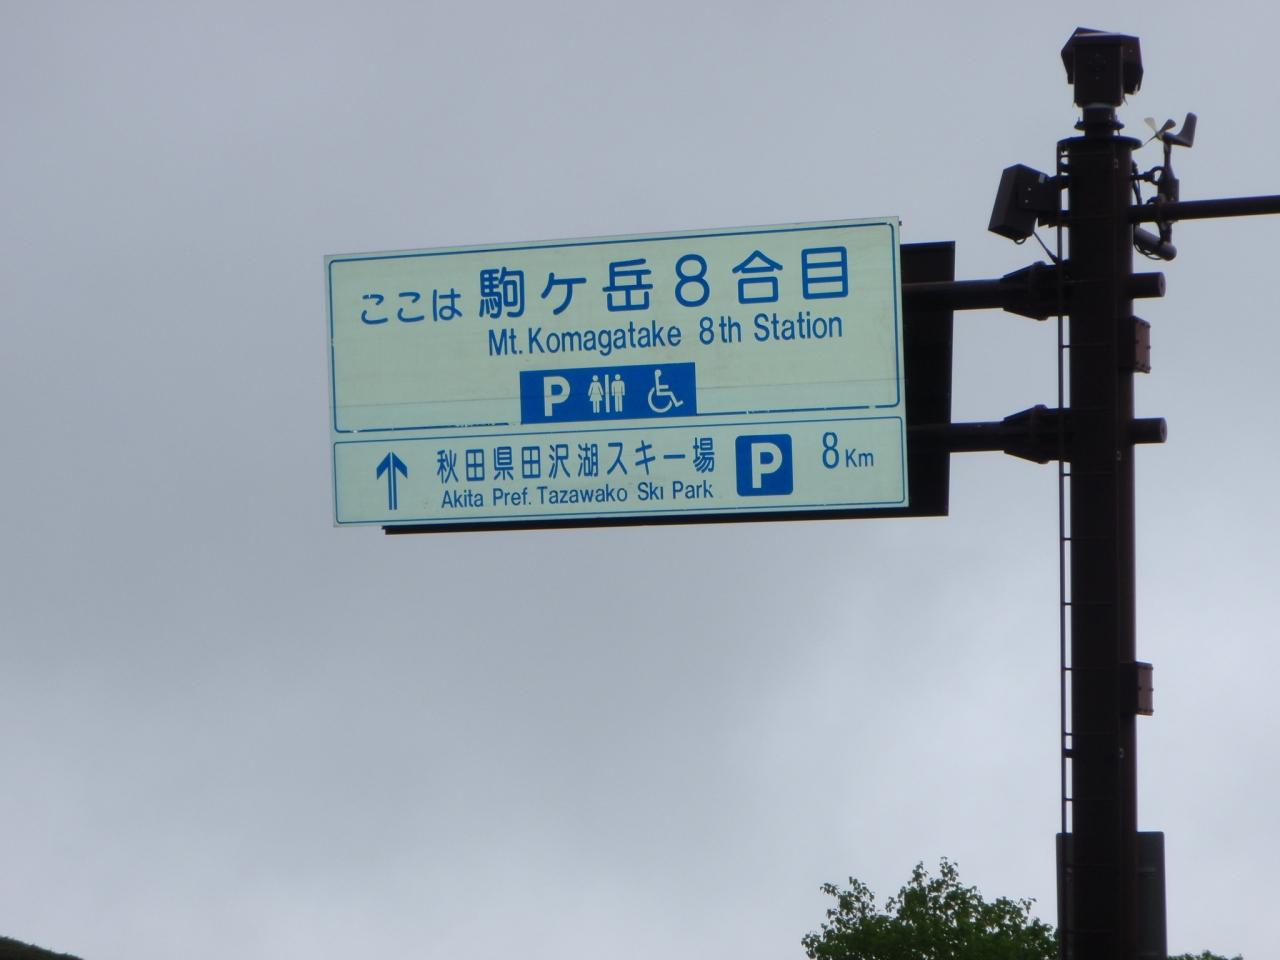 ここは 駒ヶ岳8合目
Mt. Komagatake 8th Station
P
秋田県田沢湖スキー場 P 8Km
Akita Pref. Tazawako Ski Park